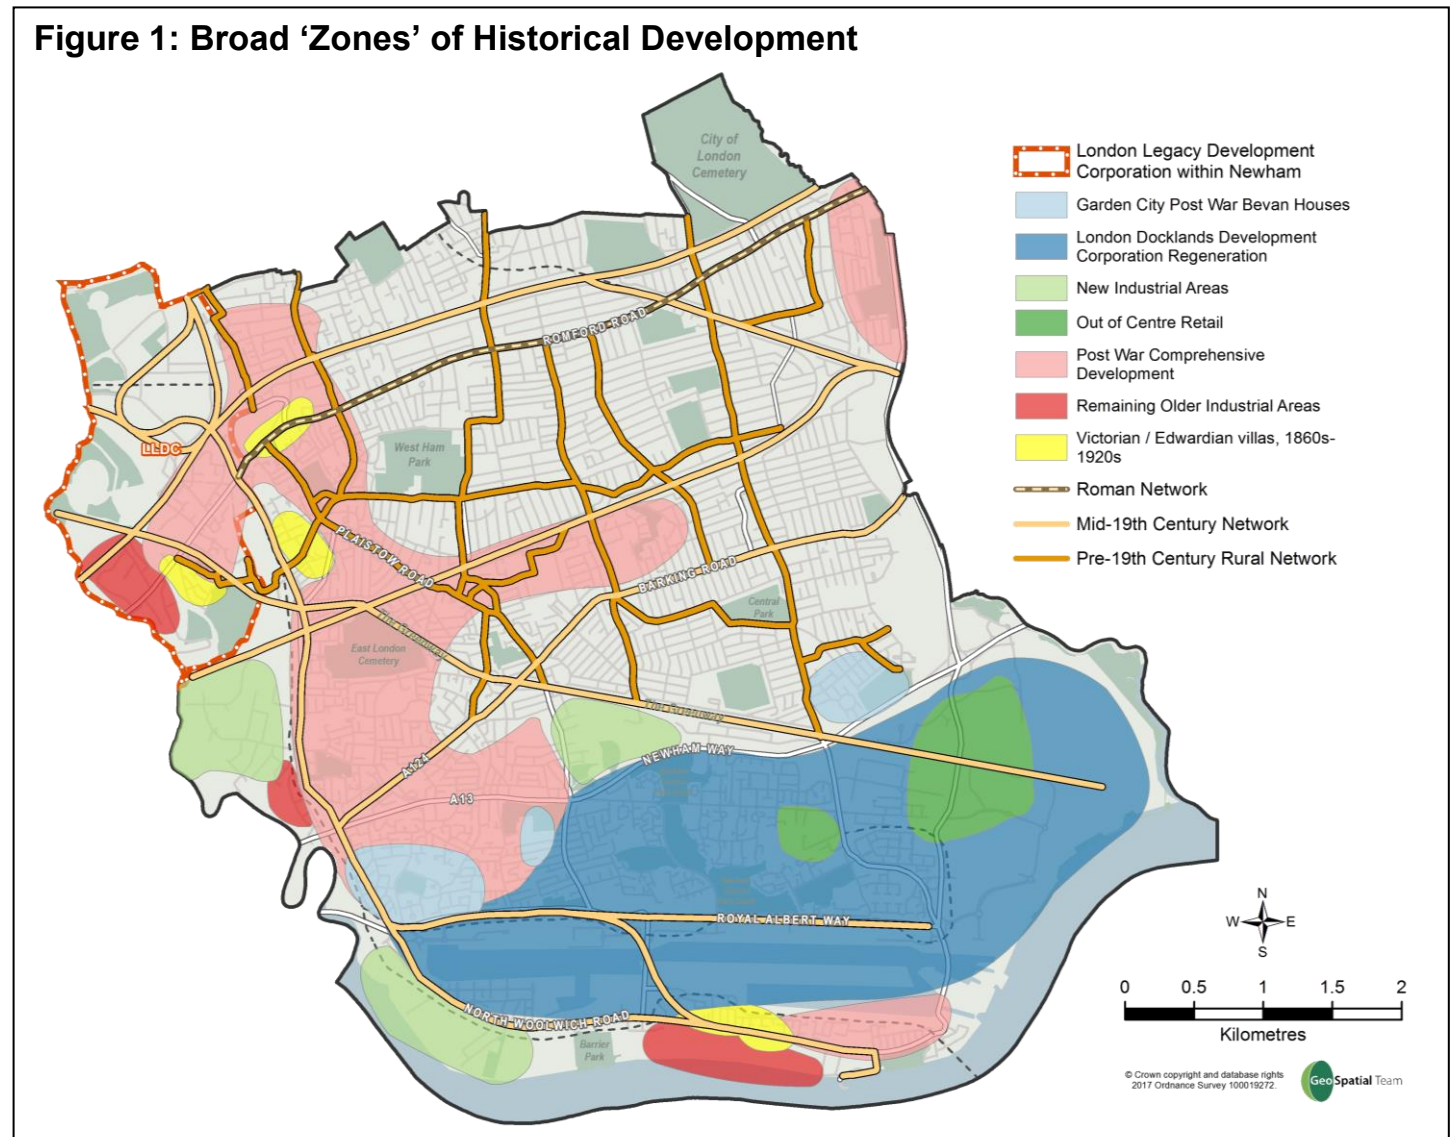 Figure 1: Broad ‘Zones’ of Historical Development
City of
London
Cemetery
London Legacy Development
Corporation within Newham
Garden City Post War Bevan Houses
London Docklands Development
Corporation Regeneration
New Industrial Areas
Out of Centre Retail
Post War Comprehensive
Development
Remaining Older Industrial Areas
Victorian / Edwardian villas, 1860s-
1920s
Roman Network
Mid-19th Century Network
Pre-19th Century Rural Network
ROMFORD ROAD
LLDC
West Ham
Park
PLAISTOW ROAD
BARKING ROAD
Central
Park
The Greenway
East London
Cemetery
The Greenway
NEWHAM WAY
A124
A13
ROYAL ALBERT WAY
NORTH WOOLWICH ROAD
Barrier
Park
N
W
E
S
0
0.5
1
1.5
2
Kilometres
© Crown copyright and database rights
2017 Ordnance Survey 100019272.
GeoSpatial Team